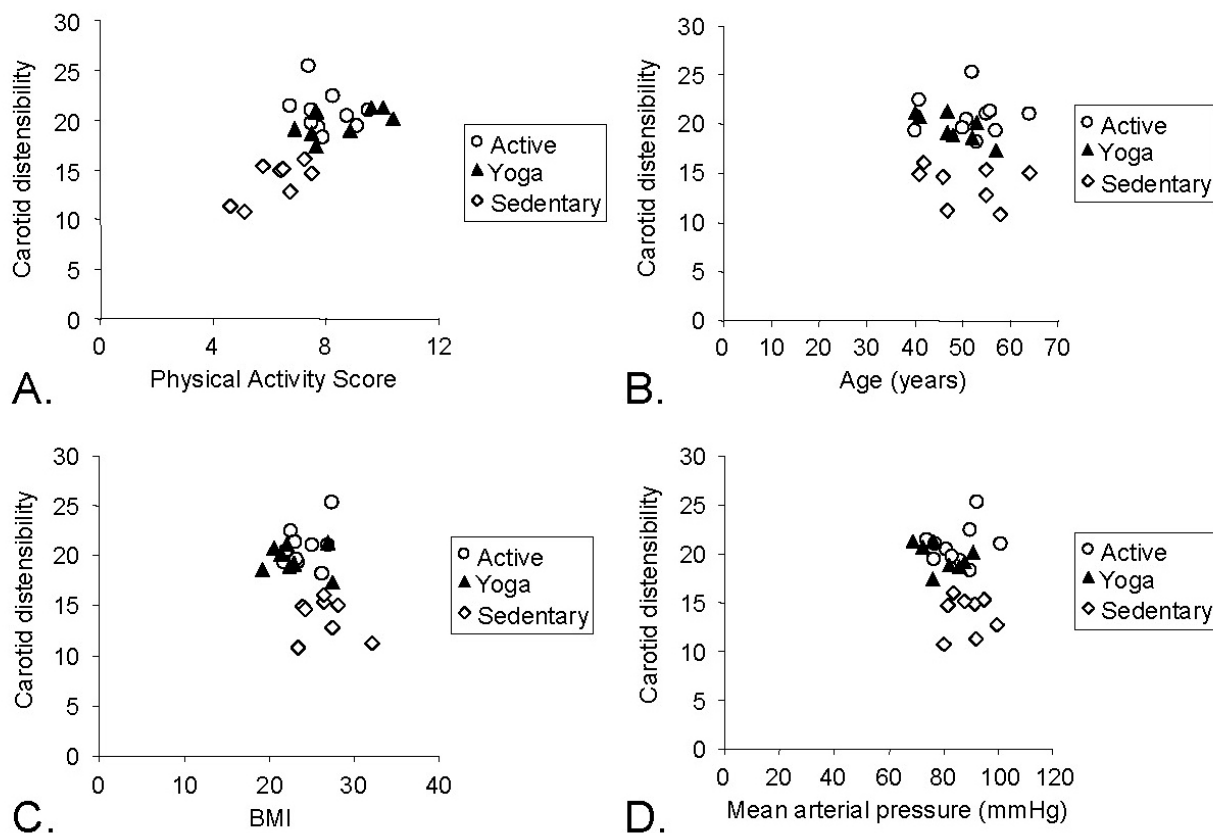 30
25
20
15
10
5
0
Carotid distensibility
0 4 8 12
Physical Activity Score
Active
Yoga
Sedentary
A.
30
25
20
15
10
5
0
Carotid distensibility
0 10 20 30 40 50 60 70
Age (years)
Active
Yoga
Sedentary
B.
30
25
20
15
10
5
0
Carotid distensibility
0 10 20 30 40
BMI
Active
Yoga
Sedentary
C.
30
25
20
15
10
5
0
Carotid distensibility
0 20 40 60 80 100 120
Mean arterial pressure (mmHg)
Active
Yoga
Sedentary
D.